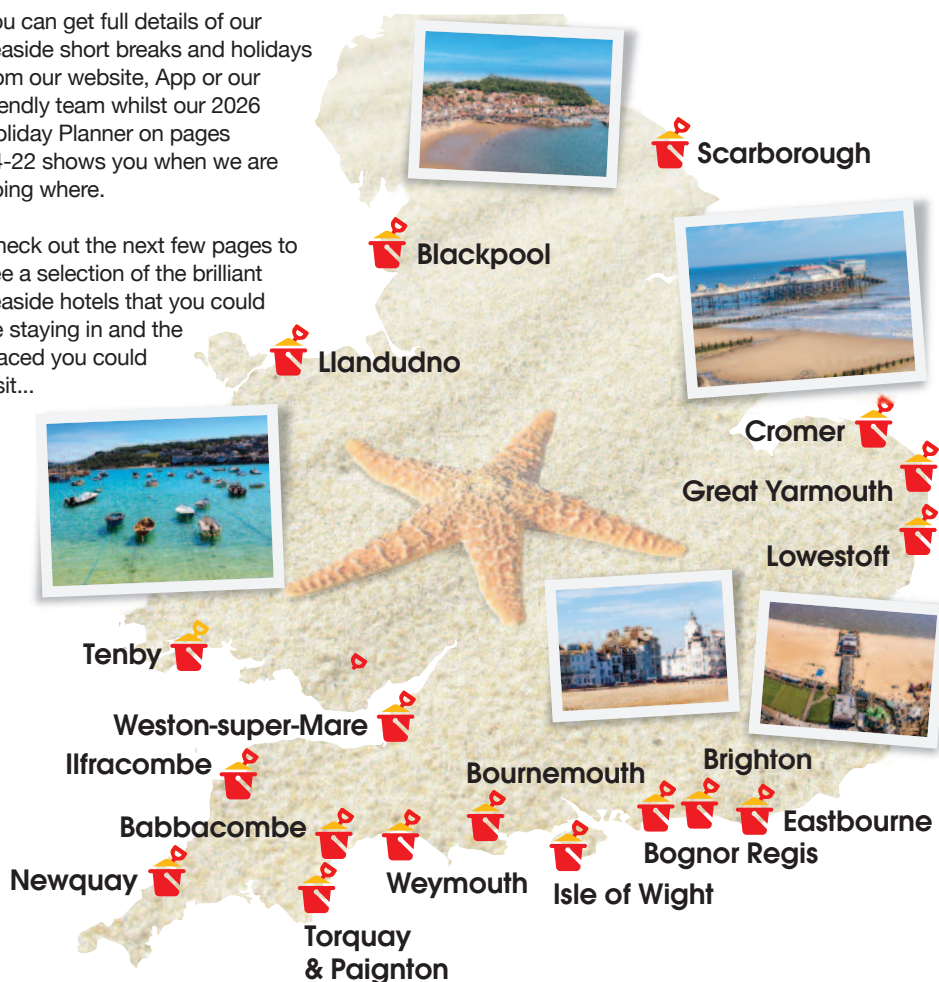 ou can get full details of our
easide short breaks and holidays
om our website, App or our
endly team whilst our 2026
oliday Planner on pages
4-22 shows you when we are
oing where.
heck out the next few pages to
ee a selection of the brilliant
easide hotels that you could
e staying in and the
aced you could
sit...
Scarborough
Blackpool
Llandudno
Cromer
Great Yarmouth
Lowestoft
Tenby
Weston-super-Mare
Ilfracombe
Bournemouth
Brighton
Babbacombe
Eastbourne
Bognor Regis
Newquay
Weymouth
Isle of Wight
Torquay
& Paignton